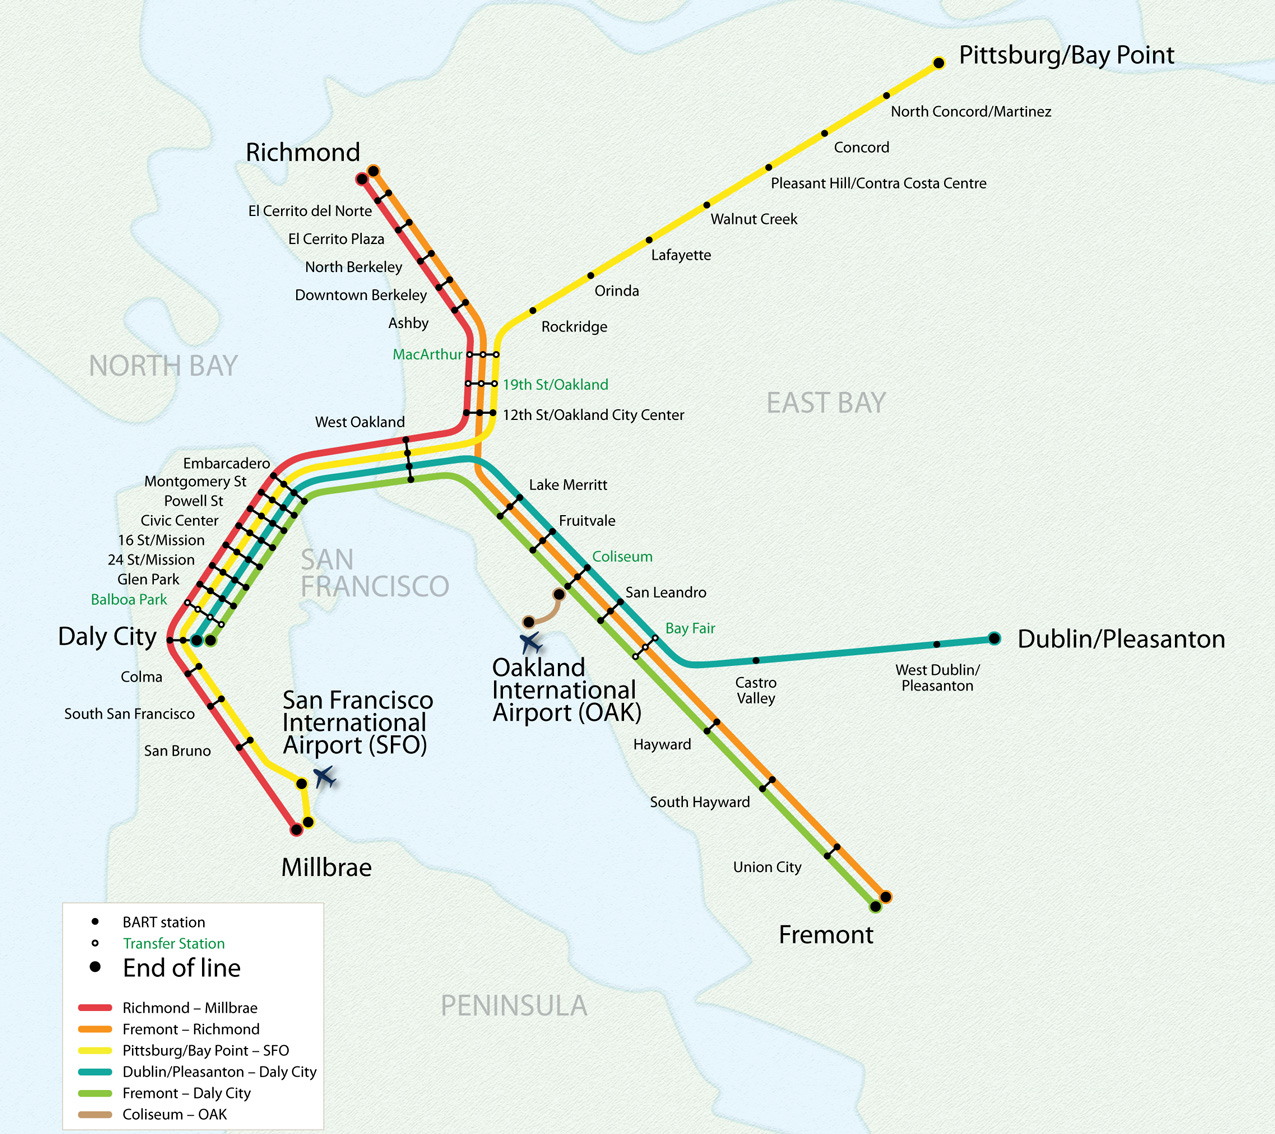 Pittsburg/Bay Point
North Concord/Martinez
Concord
Richmond
Pleasant Hill/Contra Costa Centre
El Cerrito del Norte
Walnut Creek
El Cerrito Plaza
Lafayette
North Berkeley
Orinda
Downtown Berkeley
Ashby
Rockridge
MacArthur
NORTH BAY
19th St/Oakland
EAST BAY
12th St/Oakland City Center
West Oakland
Embarcadero
Montgomery St
Powell St
Civic Center
16 St/Mission
24 St/Mission
Glen Park
Balboa Park
Daly City
SAN
FRANCISCO
Lake Merritt
Fruitvale
Coliseum
San Leandro
Bay Fair
Dublin/Pleasanton
West Dublin/
Pleasanton
Castro
Valley
Oakland
International
Airport (OAK)
Colma
South San Francisco
San Bruno
San Francisco
International
Airport (SFO)
Hayward
South Hayward
Millbrae
Union City
Fremont
PENINSULA
BART station
Transfer Station
End of line
Richmond – Millbrae
Fremont – Richmond
Pittsburg/Bay Point – SFO
Dublin/Pleasanton – Daly City
Fremont – Daly City
Coliseum – OAK